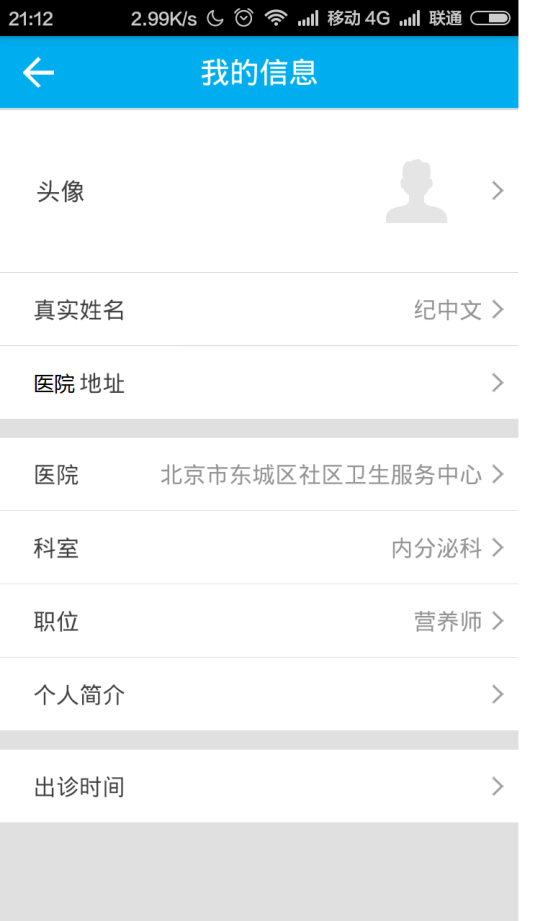 21:12 2.99K/s 移动 4G 联通
我的信息
头像
真实姓名 纪中文
医院 地址
医院 北京市东城区社区卫生服务中心
科室 内分泌科
职位 营养师
个人简介
出诊时间